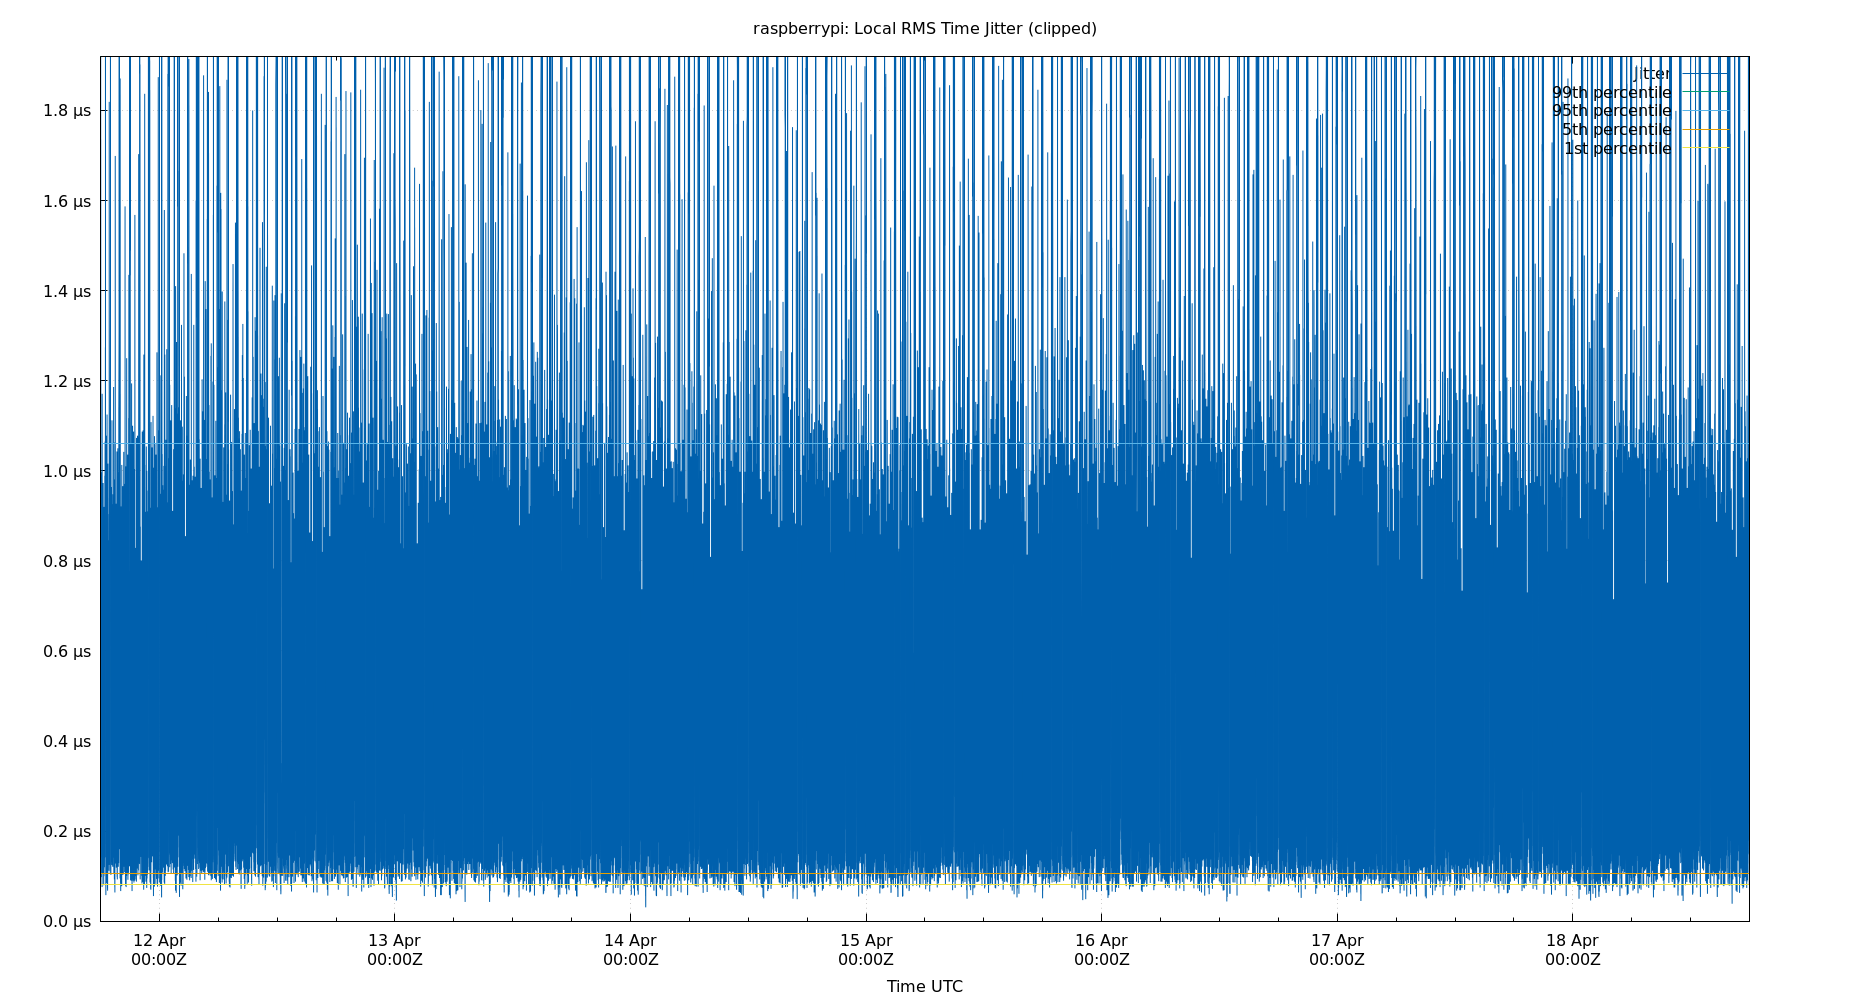 raspberrypi: Local RMS Time Jitter (clipped)
Jitter
99th percentile
95th percentile
5th percentile
1st percentile
1.8 µs
1.6 µs
1.4 µs
1.2 µs
1.0 µs
0.8 µs
0.6 µs
0.4 µs
0.2 µs
0.0 µs
12 Apr 13 Apr 14 Apr 15 Apr 16 Apr 17 Apr 18 Apr
00:00Z 00:00Z 00:00Z 00:00Z 00:00Z 00:00Z 00:00Z
Time UTC